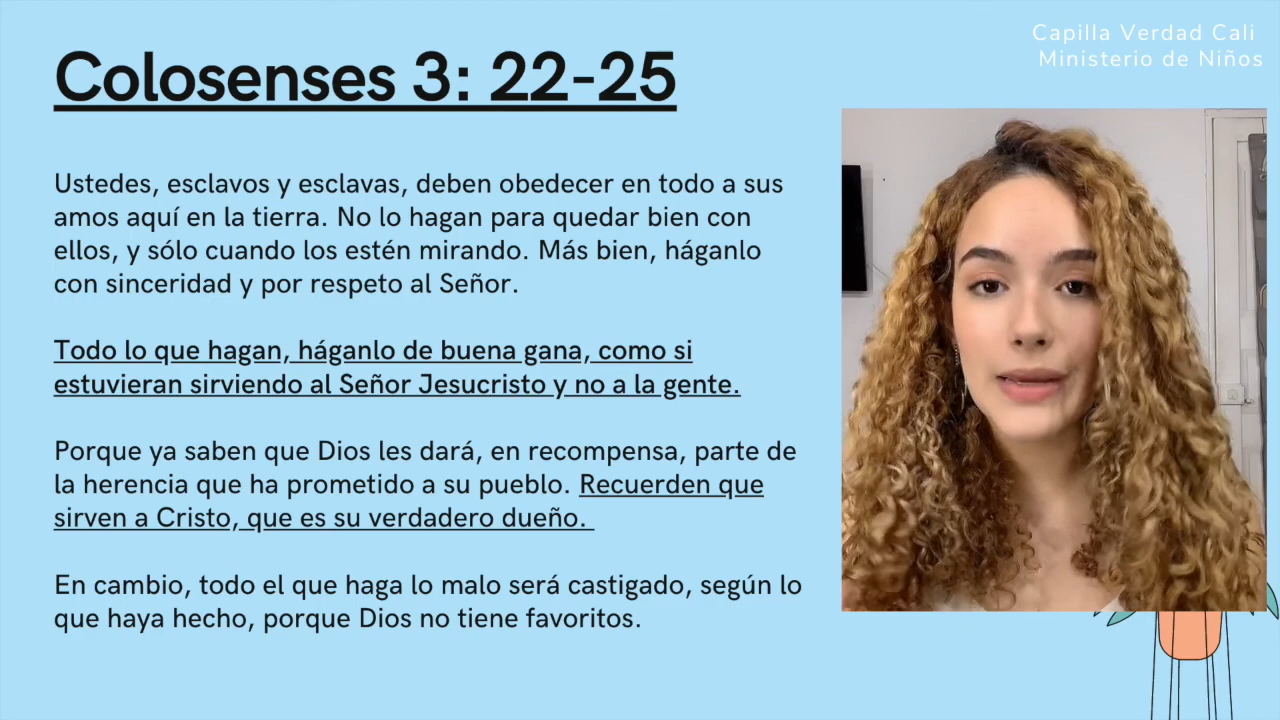 Capilla Verdad Cali
Ministerio de Niños
Colosenses 3: 22-25
Ustedes, esclavos y esclavas, deben obedecer en todo a sus
amos aquí en la tierra. No lo hagan para quedar bien con
ellos, y sólo cuando los estén mirando. Más bien, háganlo
con sinceridad y por respeto al Señor.
Todo lo que hagan, háganlo de buena gana, como si
estuvieran sirviendo al Señor Jesucristo y no a la gente.
Porque ya saben que Dios les dará, en recompensa, parte de
la herencia que ha prometido a su pueblo. Recuerden que
sirven a Cristo, que es su verdadero dueño.
En cambio, todo el que haga lo malo será castigado, según lo
que haya hecho, porque Dios no tiene favoritos.